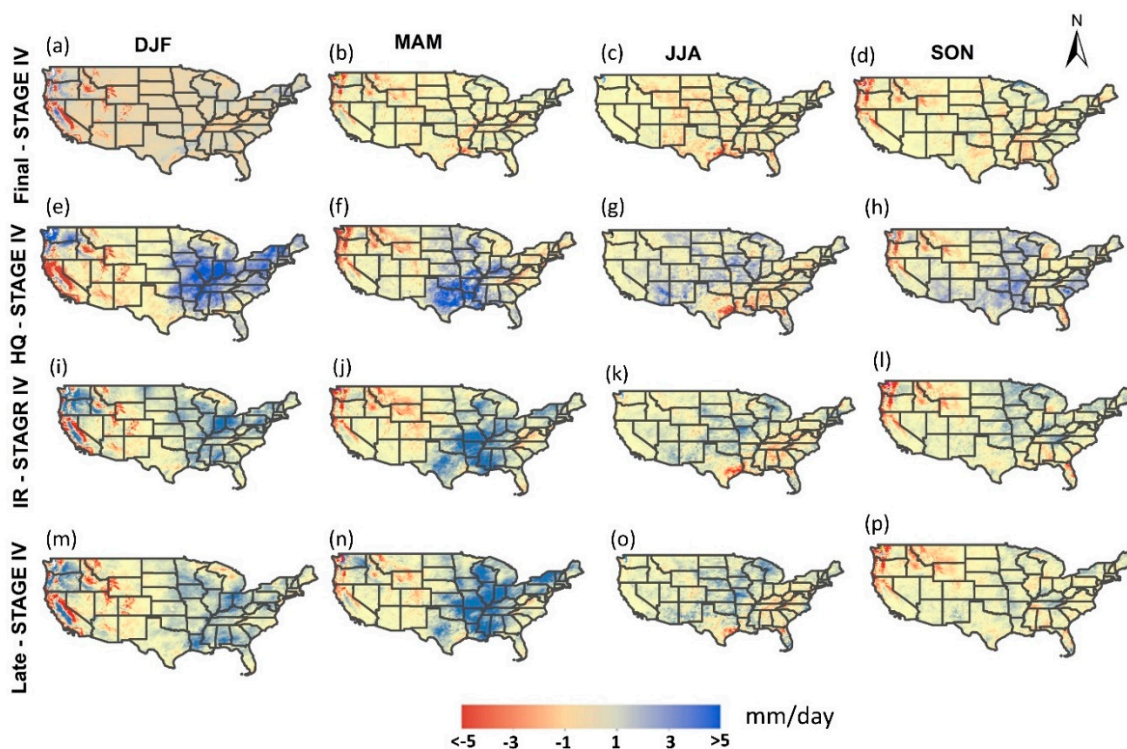 N
DJF
MAM
JJA
SON
Final - STAGE IV
(a)
(b)
(c)
(d)
HQ - STAGE IV
(e)
(f)
(g)
(h)
IR - STAGR IV
(i)
(j)
(k)
(l)
Late - STAGE IV
(m)
(n)
(o)
(p)
mm/day
<-5 -3 -1 1 3 >5